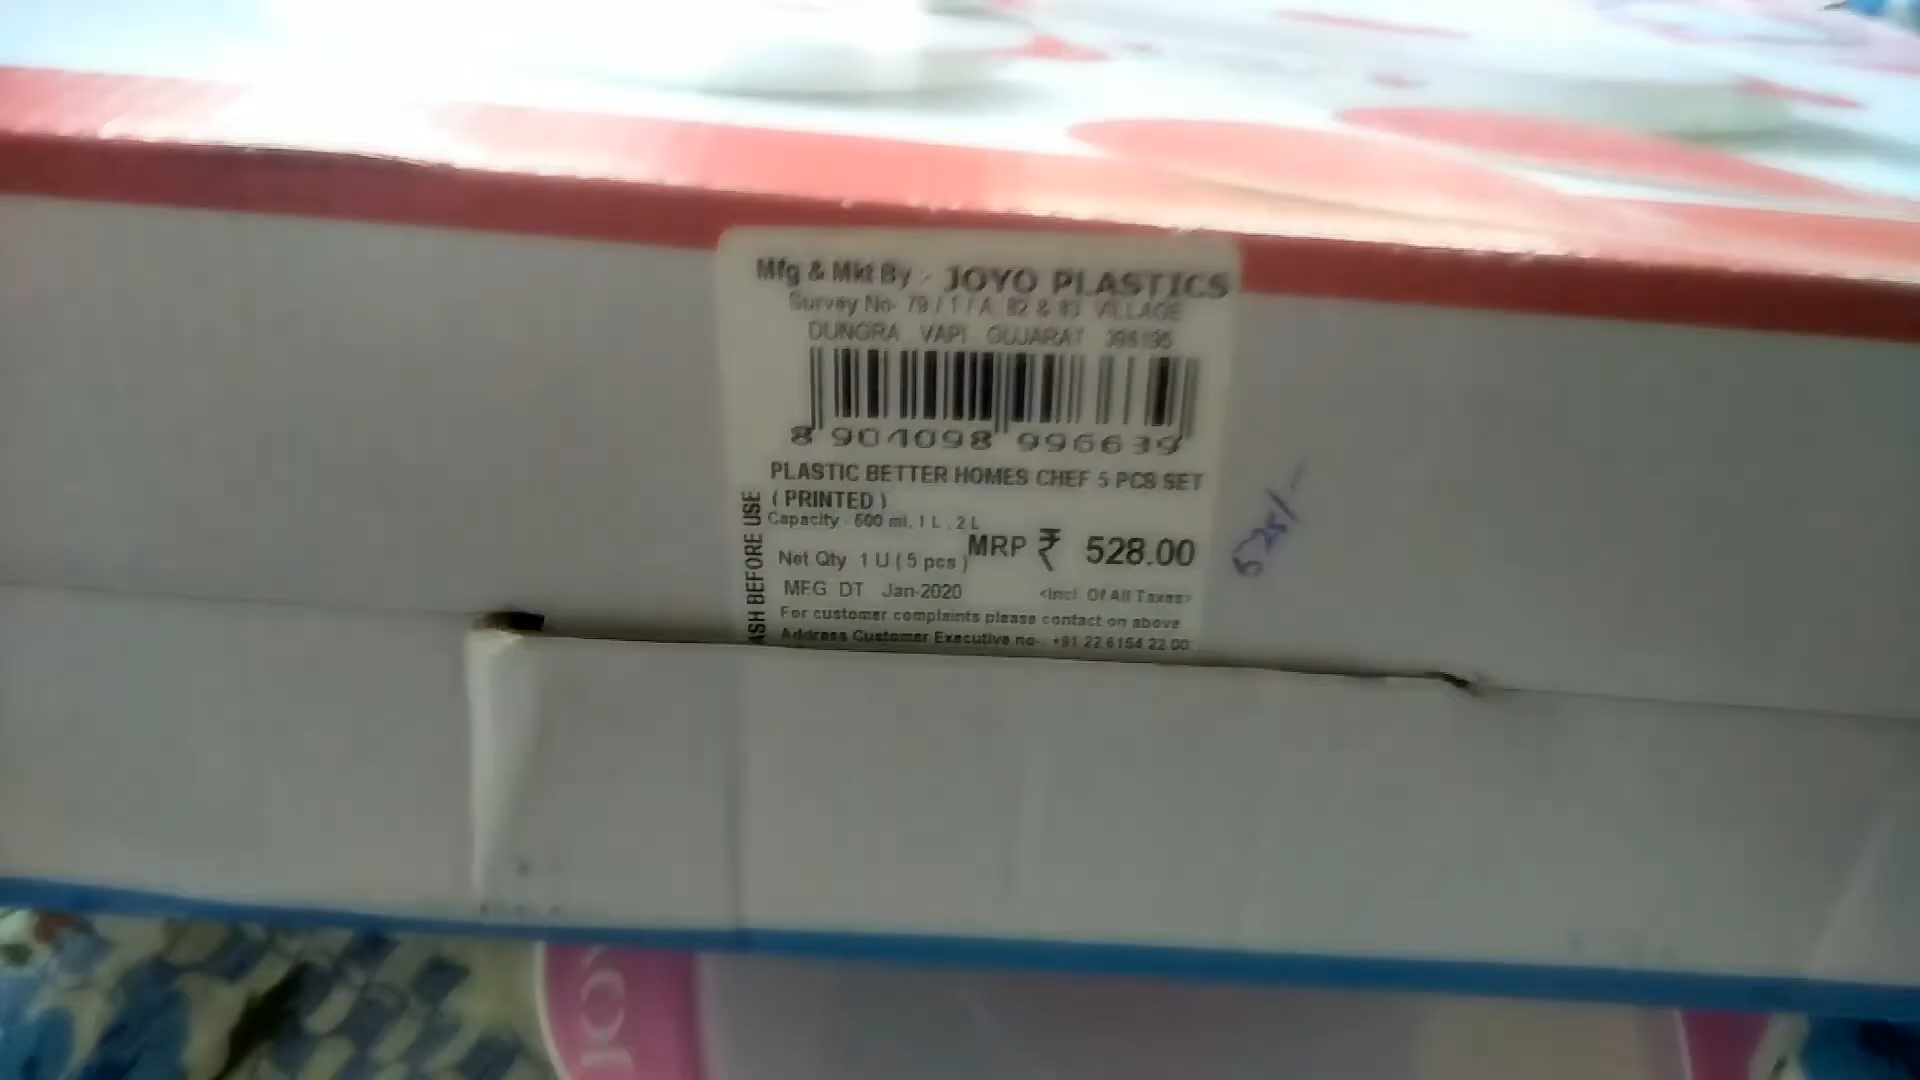 Mfg & Mkt By :- JOYO PLASTICS
Survey No- 79 / 1 / A, 82 & 83 VILLAGE
DUNGRA VAPI GUJARAT 396195
8 904098 996639
PLASTIC BETTER HOMES CHEF 5 PCS SET
( PRINTED )
Capacity 500 ml, 1 L , 2 L
MRP ₹ 528.00
Net Qty 1 U ( 5 pcs )
MFG DT Jan-2020
<Incl. Of All Taxes>
For customer complaints please contact on above
Address Customer Executive no-: +91 22 6154 22 00
ASH BEFORE USE